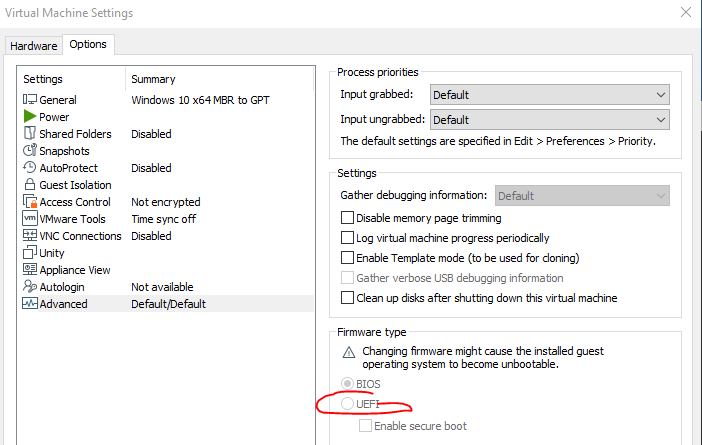 Virtual Machine Settings
Hardware Options
Settings Summary
General Windows 10 x64 MBR to GPT
Power
Shared Folders Disabled
Snapshots
AutoProtect Disabled
Guest Isolation
Access Control Not encrypted
vm VMware Tools Time sync off
VNC Connections Disabled
Unity
Appliance View
Autologin Not available
Advanced Default/Default
Process priorities
Input grabbed: Default
Input ungrabbed: Default
The default settings are specified in Edit > Preferences > Priority.
Settings
Gather debugging information: Default
Disable memory page trimming
Log virtual machine progress periodically
Enable Template mode (to be used for cloning)
Gather verbose USB debugging information
Clean up disks after shutting down this virtual machine
Firmware type
Changing firmware might cause the installed guest
operating system to become unbootable.
BIOS
UEFI
Enable secure boot